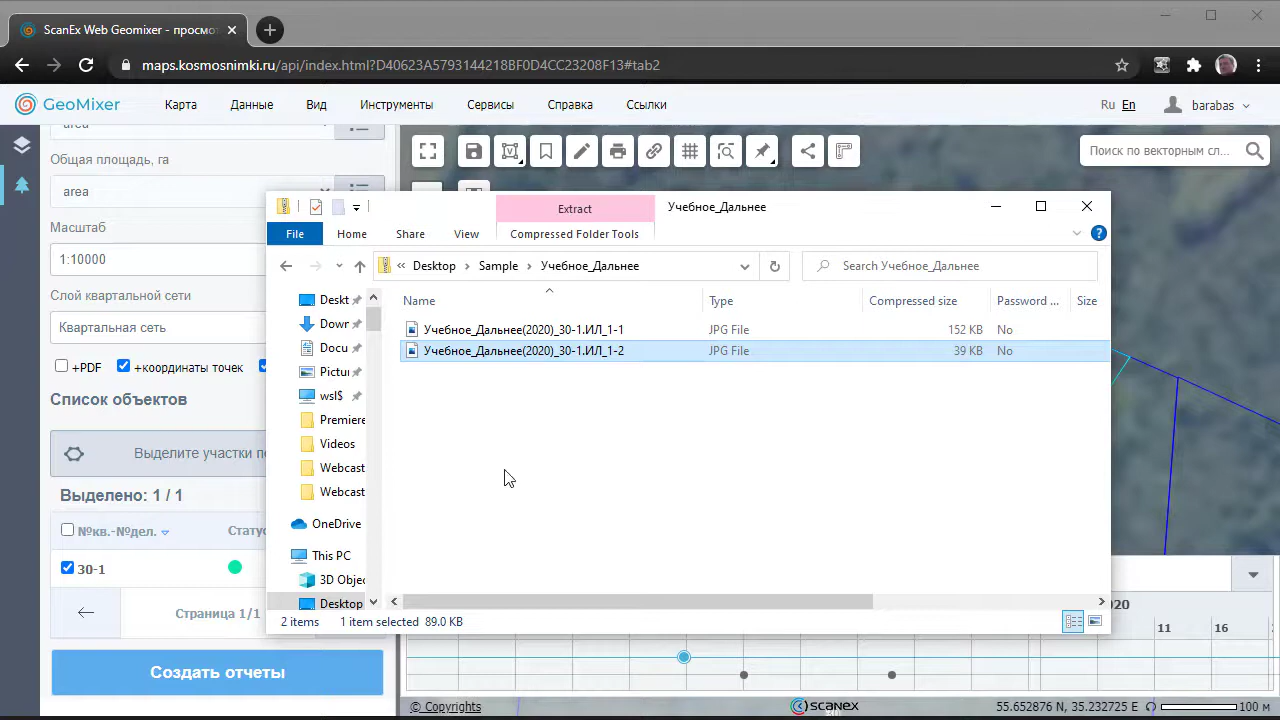 ScanEx Web Geomixer - просмот
maps.kosmosnimki.ru/api/index.html?D40623A5793144218BF0D4CC23208F13#tab2
GeoMixer
Карта
Данные
Вид
Инструменты
Сервисы
Справка
Ссылки
Ru
En
barabas
area
Общая площадь, га
area
Масштаб
1:10000
Слой квартальной сети
Квартальная сеть
+PDF
+координаты точек
Список объектов
Выделите участки по
Выделено: 1 / 1
№кв.-№дел.
Статус
30-1
Страница 1/1
Создать отчеты
Поиск по векторным сл...
Extract
Учебное_Дальнее
File
Home
Share
View
Compressed Folder Tools
« Desktop › Sample › Учебное_Дальнее
Search Учебное_Дальнее
Name
Type
Compressed size
Password ...
Size
Учебное_Дальнее(2020)_30-1.ИЛ_1-1
JPG File
152 KB
No
Учебное_Дальнее(2020)_30-1.ИЛ_1-2
JPG File
39 KB
No
Deskt
Dowr
Docu
Pictu
wsl$
Premiere
Videos
Webcast
Webcast
OneDrive
This PC
3D Obje
Desktop
2 items
1 item selected 89.0 KB
11
16
© Copyrights
scanex
55.652876 N, 35.232725 E
100 м